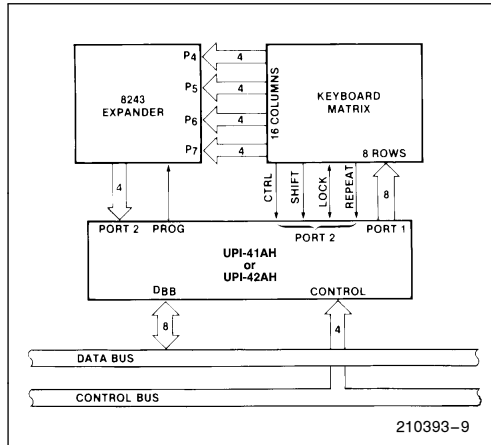 8243
EXPANDER
P4
P5
P6
P7
4
4
4
4
16 COLUMNS
KEYBOARD
MATRIX
8 ROWS
4
CTRL
SHIFT
LOCK
REPEAT
8
PORT 2
PROG
PORT 2
PORT 1
UPI-41AH
or
UPI-42AH
DBB
CONTROL
8
4
DATA BUS
CONTROL BUS
210393–9